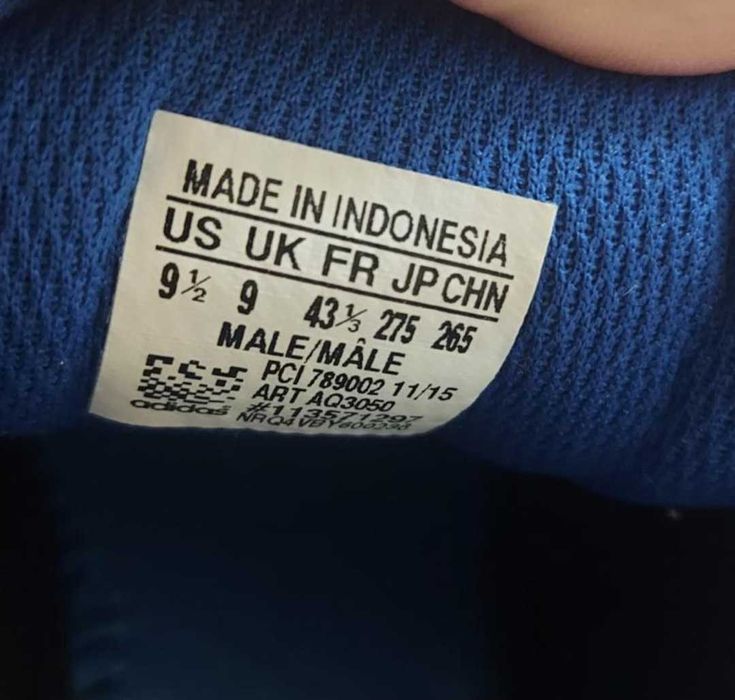 MADE IN INDONESIA
US UK FR JP CHN
9½ 9 43⅓ 275 265
MALE/MÂLE
PCI 789002 11/15
ART AQ3050
#113571297
adidas